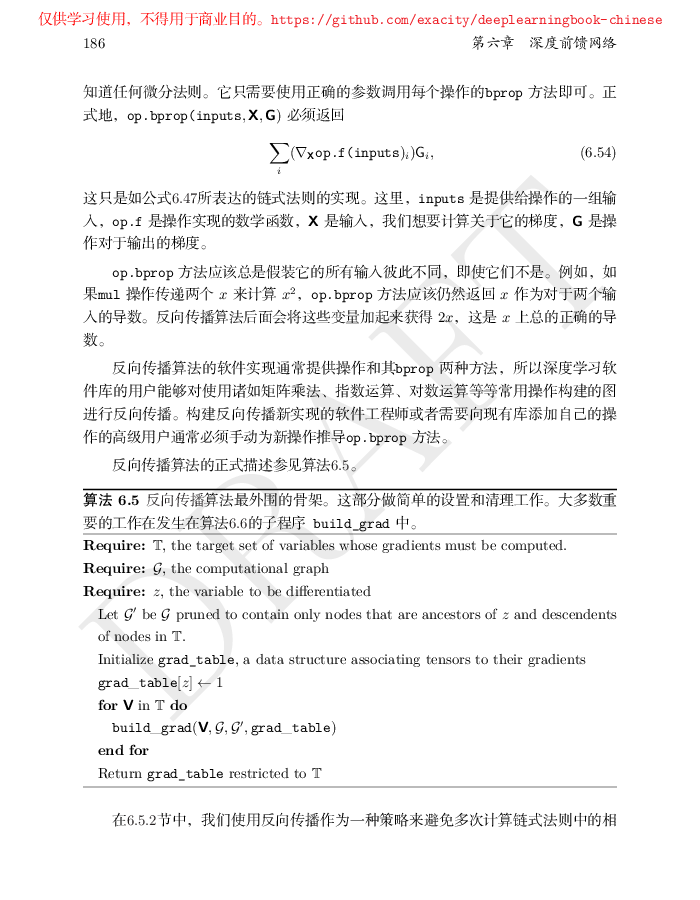 仅供学习使用，不得用于商业目的。https://github.com/exacity/deeplearningbook-chinese
186 第六章 深度前馈网络
知道任何微分法则。它只需要使用正确的参数调用每个操作的bprop 方法即可。正
式地，op.bprop(inputs, X, G) 必须返回
∑_i (∇_X op.f(inputs)_i)G_i, (6.54)
这只是如公式6.47所表达的链式法则的实现。这里，inputs 是提供给操作的一组输
入，op.f 是操作实现的数学函数，X 是输入，我们想要计算关于它的梯度，G 是操
作对于输出的梯度。
op.bprop 方法应该总是假装它的所有输入彼此不同，即使它们不是。例如，如
果mul 操作传递两个 x 来计算 x²，op.bprop 方法应该仍然返回 x 作为对于两个输
入的导数。反向传播算法后面会将这些变量加起来获得 2x，这是 x 上总的正确的导
数。
反向传播算法的软件实现通常提供操作和其bprop 两种方法，所以深度学习软
件库的用户能够对使用诸如矩阵乘法、指数运算、对数运算等等常用操作构建的图
进行反向传播。构建反向传播新实现的软件工程师或者需要向现有库添加自己的操
作的高级用户通常必须手动为新操作推导op.bprop 方法。
反向传播算法的正式描述参见算法6.5。
算法 6.5 反向传播算法最外围的骨架。这部分做简单的设置和清理工作。大多数重
要的工作在发生在算法6.6的子程序 build_grad 中。
Require: 𝕋, the target set of variables whose gradients must be computed.
Require: 𝒢, the computational graph
Require: z, the variable to be differentiated
Let 𝒢′ be 𝒢 pruned to contain only nodes that are ancestors of z and descendents
of nodes in 𝕋.
Initialize grad_table, a data structure associating tensors to their gradients
grad_table[z] ← 1
for V in 𝕋 do
build_grad(V, 𝒢, 𝒢′, grad_table)
end for
Return grad_table restricted to 𝕋
在6.5.2节中，我们使用反向传播作为一种策略来避免多次计算链式法则中的相
DRAFT